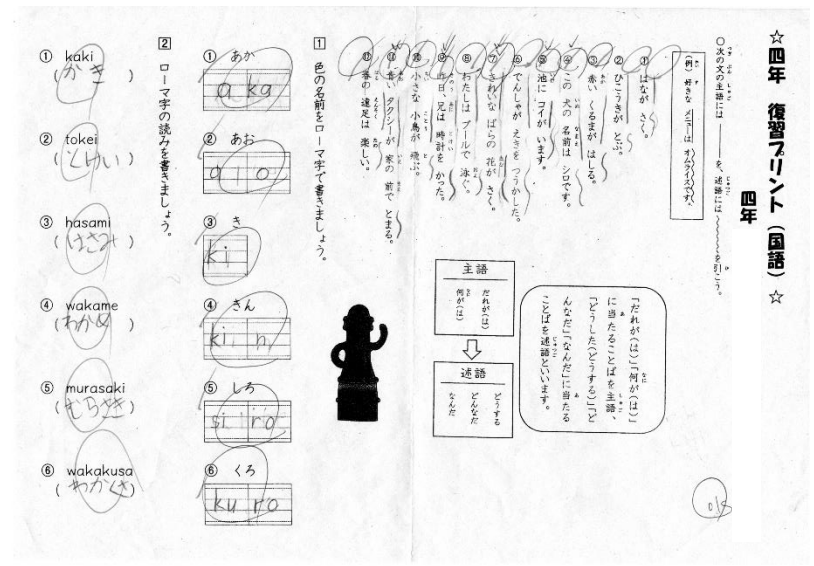 ☆四年 復習プリント(国語)☆
四年
○次の文の主語には――を、述語には〜〜〜を引こう。
(例) 好きな メニューは オムライスです。
① はなが さく。
② ひこうきが とぶ。
③ 赤い くるまが はしる。
④ この 犬の 名前は シロです。
⑤ 池に コイが います。
⑥ でんしゃが えきを つうかした。
⑦ きれいな ばらの 花が さく。
⑧ わたしは プールで 泳ぐ。
⑨ 昨日、兄は 時計を かった。
⑩ 小さな 小鳥が 飛ぶ。
⑪ 青い タクシーが 家の 前で とまる。
⑫ 春の 遠足は 楽しい。
「だれが(は)」「何が(は)」
に当たることばを主語、
「どうした(どうする)」「ど
んなだ」「なんだ」に当たる
ことばを述語といいます。
主語
だれが(は)
何が(は)
述語
どうする
どんなだ
なんだ
1 色の名前をローマ字で書きましょう。
① あか
a ka
② あお
a o
③ き
ki
④ きん
ki n
⑤ しろ
si ro
⑥ くろ
ku ro
2 ローマ字の読みを書きましょう。
① kaki
(かき)
② tokei
(とけい)
③ hasami
(はさみ)
④ wakame
(わかめ)
⑤ murasaki
(むらさき)
⑥ wakakusa
(わかくさ)